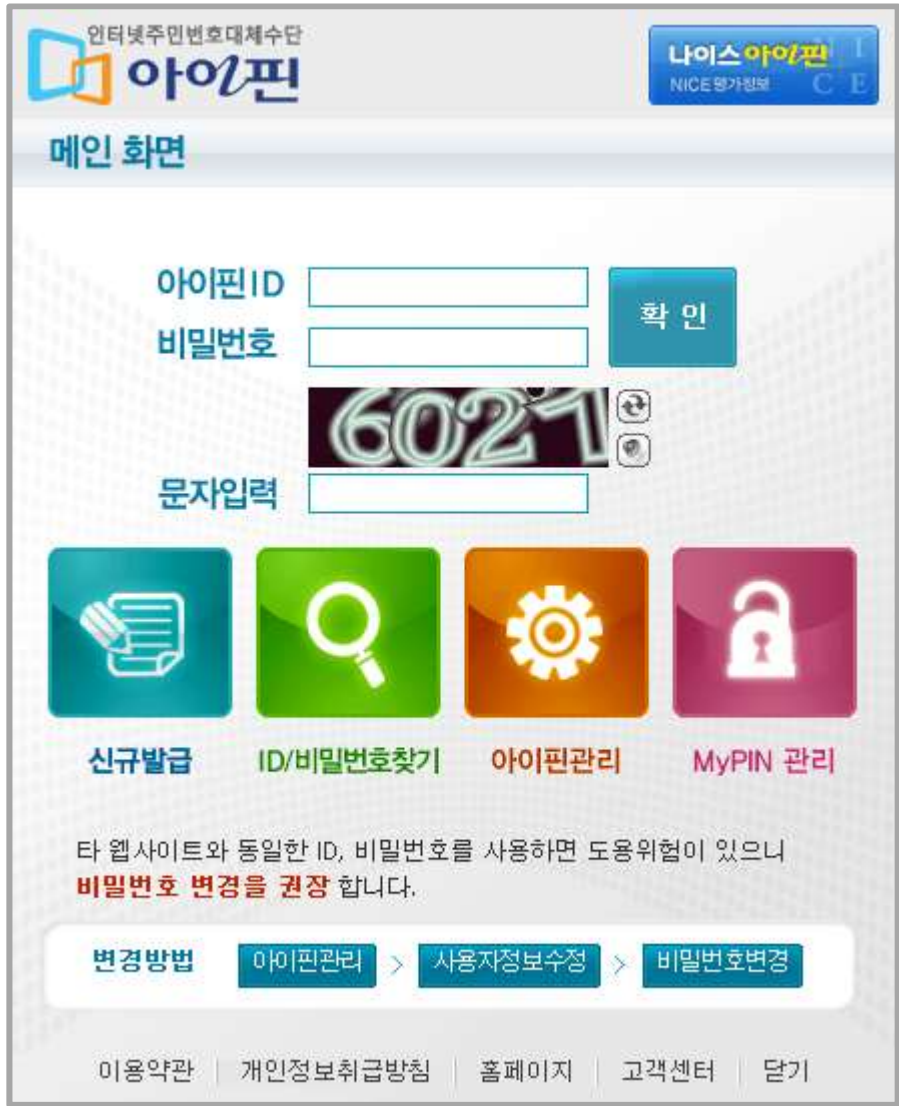 인터넷주민번호대체수단
아이핀
나이스아이핀
NICE평가정보
N I
C E
메인 화면
아이핀ID
비밀번호
확 인
문자입력
신규발급 ID/비밀번호찾기 아이핀관리 MyPIN 관리
타 웹사이트와 동일한 ID, 비밀번호를 사용하면 도용위험이 있으니
비밀번호 변경을 권장 합니다.
변경방법 아이핀관리 > 사용자정보수정 > 비밀번호변경
이용약관 | 개인정보취급방침 | 홈페이지 | 고객센터 | 닫기